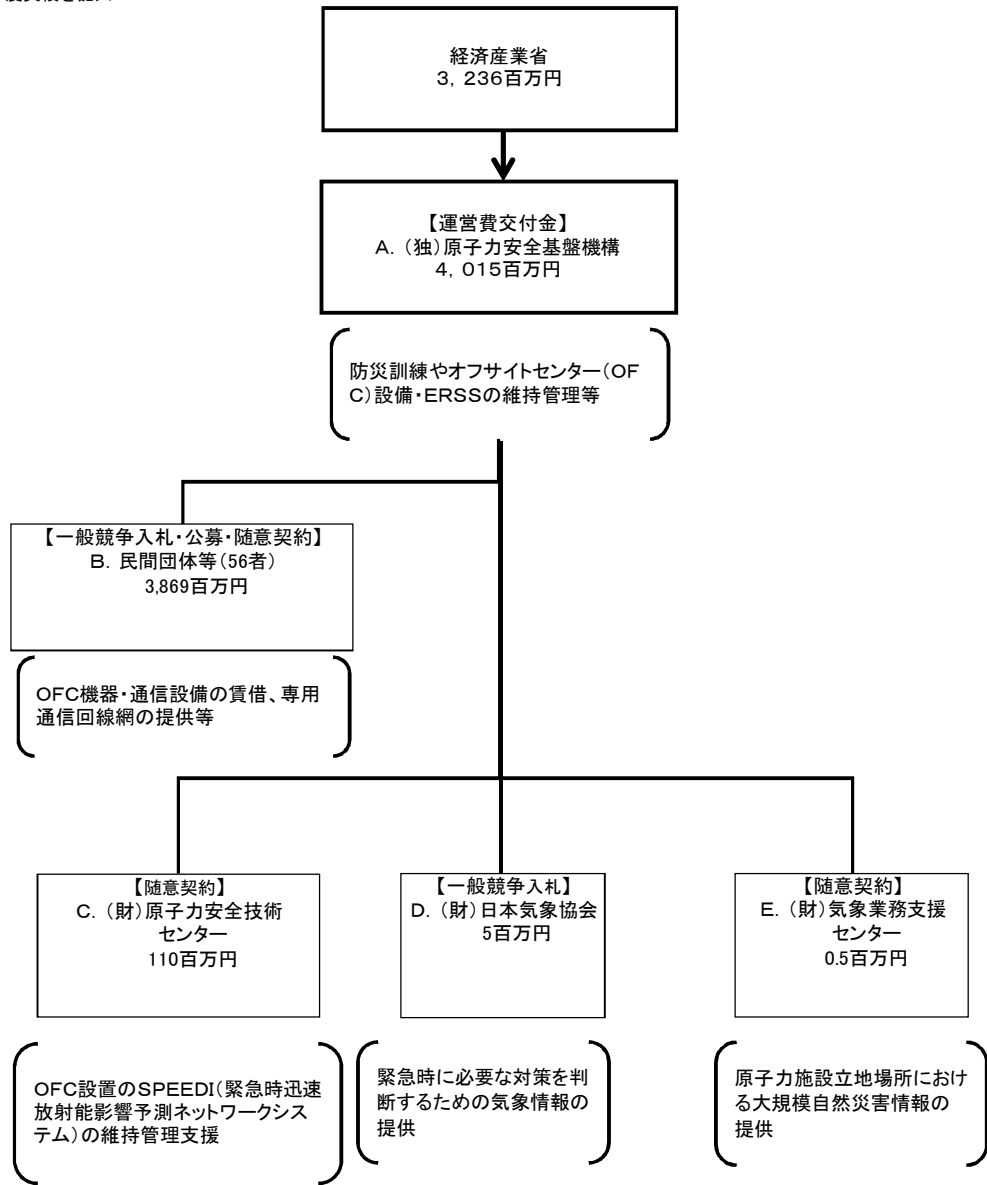 経済産業省
3，236百万円
【運営費交付金】
A．（独）原子力安全基盤機構
4，015百万円
防災訓練やオフサイトセンター（OF
C）設備・ERSSの維持管理等
【一般競争入札・公募・随意契約】
B．民間団体等（56者）
3,869百万円
OFC機器・通信設備の賃借、専用
通信回線網の提供等
【随意契約】
C．（財）原子力安全技術
センター
110百万円
【一般競争入札】
D．（財）日本気象協会
5百万円
【随意契約】
E．（財）気象業務支援
センター
0.5百万円
OFC設置のSPEEDI（緊急時迅速
放射能影響予測ネットワークシス
テム）の維持管理支援
緊急時に必要な対策を判
断するための気象情報の
提供
原子力施設立地場所におけ
る大規模自然災害情報の
提供